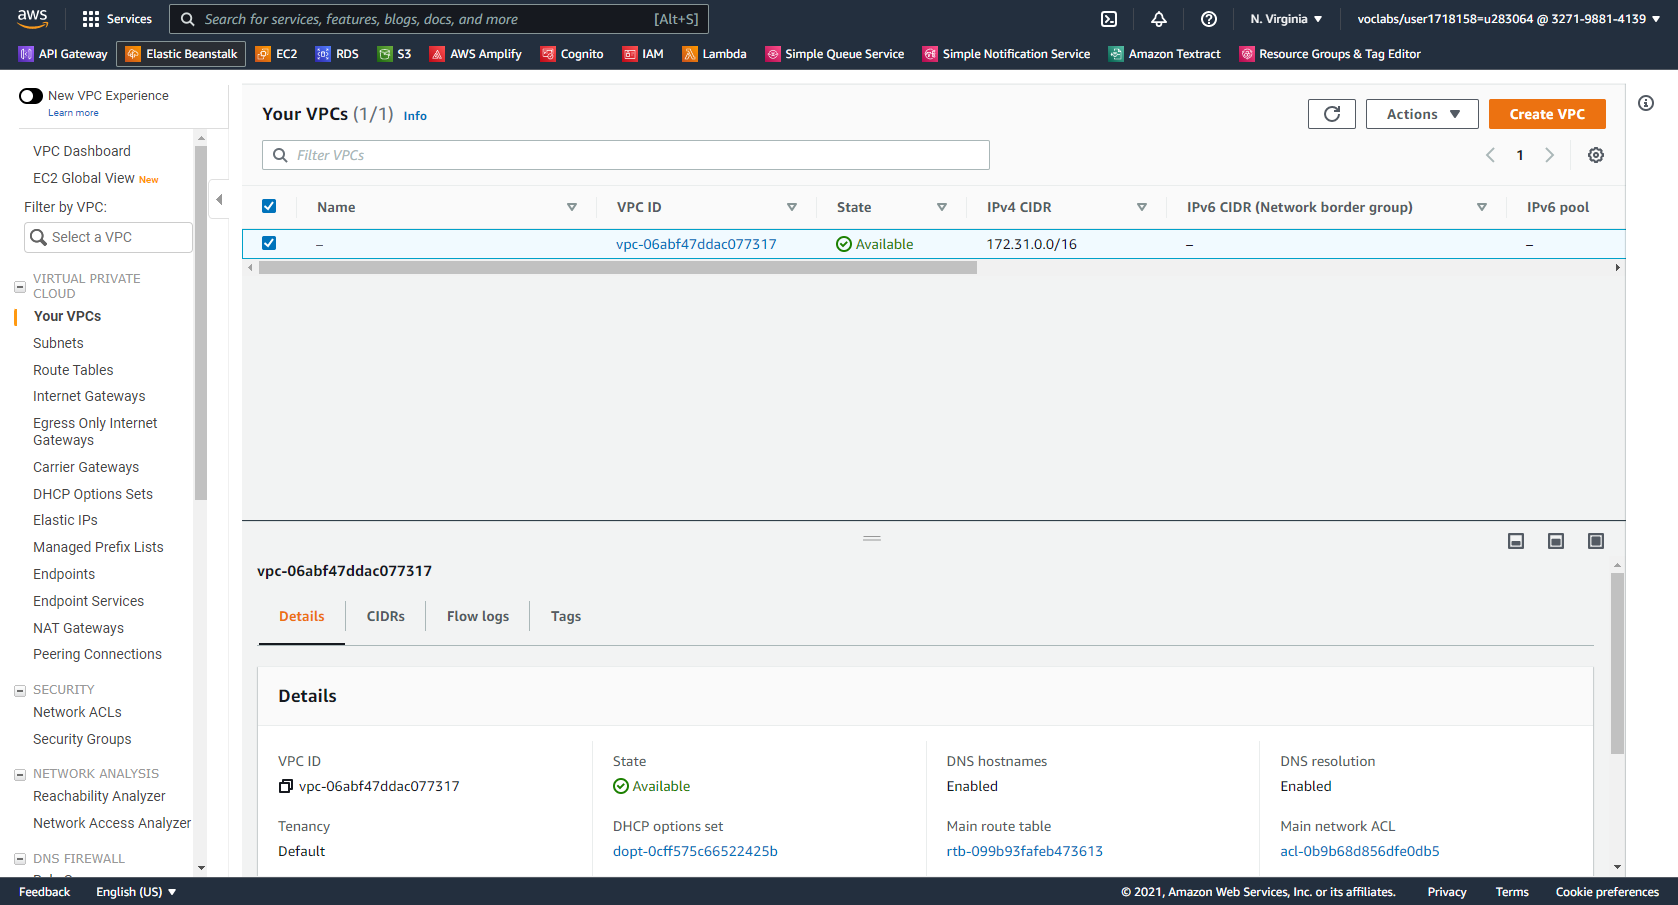 aws
Services
Search for services, features, blogs, docs, and more
[Alt+S]
N. Virginia
voclabs/user1718158=u283064 @ 3271-9881-4139
API Gateway
Elastic Beanstalk
EC2
RDS
S3
AWS Amplify
Cognito
IAM
Lambda
Simple Queue Service
Simple Notification Service
Amazon Textract
Resource Groups & Tag Editor
New VPC Experience
Learn more
VPC Dashboard
EC2 Global View New
Filter by VPC:
Select a VPC
VIRTUAL PRIVATE
CLOUD
Your VPCs
Subnets
Route Tables
Internet Gateways
Egress Only Internet
Gateways
Carrier Gateways
DHCP Options Sets
Elastic IPs
Managed Prefix Lists
Endpoints
Endpoint Services
NAT Gateways
Peering Connections
SECURITY
Network ACLs
Security Groups
NETWORK ANALYSIS
Reachability Analyzer
Network Access Analyzer
DNS FIREWALL
Your VPCs (1/1) Info
Actions
Create VPC
Filter VPCs
1
Name
VPC ID
State
IPv4 CIDR
IPv6 CIDR (Network border group)
IPv6 pool
–
vpc-06abf47ddac077317
Available
172.31.0.0/16
–
–
vpc-06abf47ddac077317
Details
CIDRs
Flow logs
Tags
Details
VPC ID
vpc-06abf47ddac077317
State
Available
DNS hostnames
Enabled
DNS resolution
Enabled
Tenancy
Default
DHCP options set
dopt-0cff575c66522425b
Main route table
rtb-099b93fafeb473613
Main network ACL
acl-0b9b68d856dfe0db5
Feedback
English (US)
© 2021, Amazon Web Services, Inc. or its affiliates.
Privacy
Terms
Cookie preferences